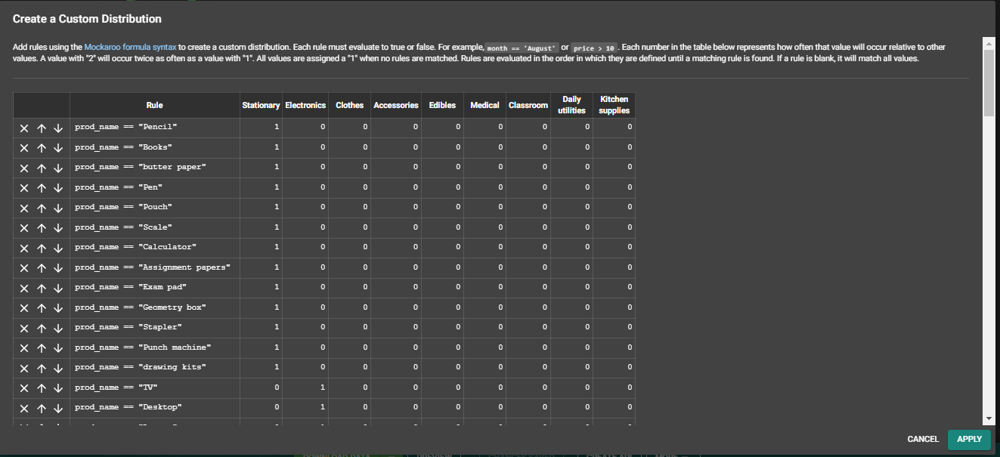 Create a Custom Distribution
Add rules using the Mockaroo formula syntax to create a custom distribution. Each rule must evaluate to true or false. For example, month == 'August' or price > 10 . Each number in the table below represents how often that value will occur relative to other
values. A value with "2" will occur twice as often as a value with "1". All values are assigned a "1" when no rules are matched. Rules are evaluated in the order in which they are defined until a matching rule is found. If a rule is blank, it will match all values.
Rule Stationary Electronics Clothes Accessories Edibles Medical Classroom Daily utilities Kitchen supplies
prod_name == "Pencil" 1 0 0 0 0 0 0 0 0
prod_name == "Books" 1 0 0 0 0 0 0 0 0
prod_name == "butter paper" 1 0 0 0 0 0 0 0 0
prod_name == "Pen" 1 0 0 0 0 0 0 0 0
prod_name == "Pouch" 1 0 0 0 0 0 0 0 0
prod_name == "Scale" 1 0 0 0 0 0 0 0 0
prod_name == "Calculator" 1 0 0 0 0 0 0 0 0
prod_name == "Assignment papers" 1 0 0 0 0 0 0 0 0
prod_name == "Exam pad" 1 0 0 0 0 0 0 0 0
prod_name == "Geometry box" 1 0 0 0 0 0 0 0 0
prod_name == "Stapler" 1 0 0 0 0 0 0 0 0
prod_name == "Punch machine" 1 0 0 0 0 0 0 0 0
prod_name == "drawing kits" 1 0 0 0 0 0 0 0 0
prod_name == "TV" 0 1 0 0 0 0 0 0 0
prod_name == "Desktop" 0 1 0 0 0 0 0 0 0
CANCEL APPLY